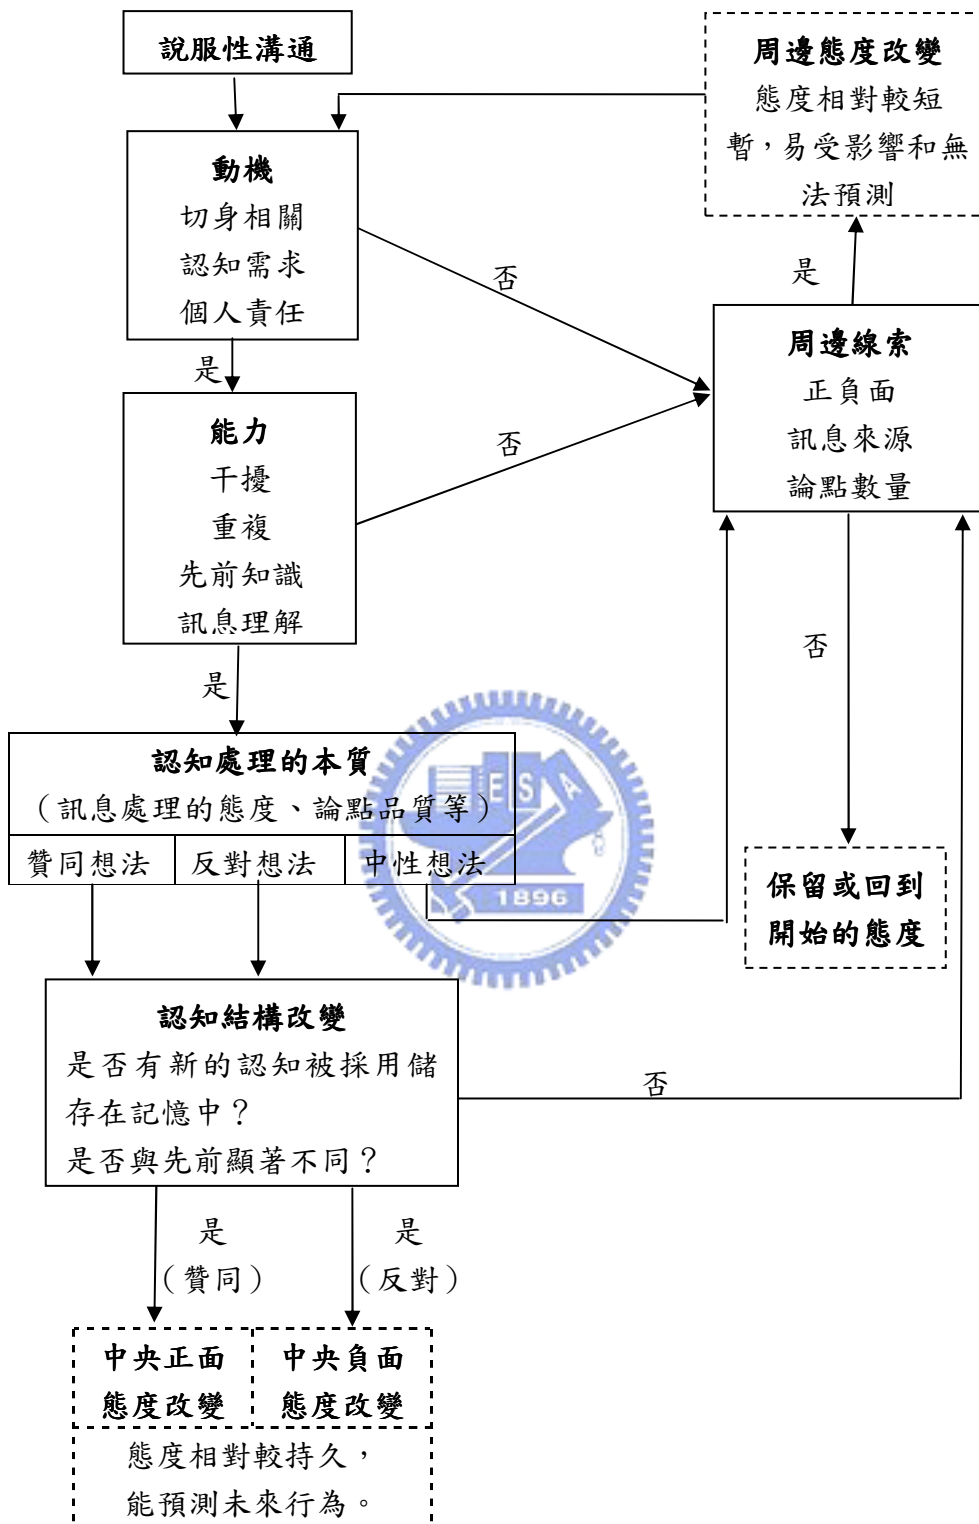 說服性溝通
周邊態度改變
態度相對較短
暫，易受影響和無
法預測
動機
切身相關
認知需求
個人責任
否
是
周邊線索
正負面
訊息來源
論點數量
是
能力
干擾
重複
先前知識
訊息理解
否
否
是
認知處理的本質
（訊息處理的態度、論點品質等）
贊同想法
反對想法
中性想法
ESA
1896
保留或回到
開始的態度
認知結構改變
是否有新的認知被採用儲
存在記憶中？
是否與先前顯著不同？
否
是
（贊同）
是
（反對）
中央正面
態度改變
中央負面
態度改變
態度相對較持久，
能預測未來行為。